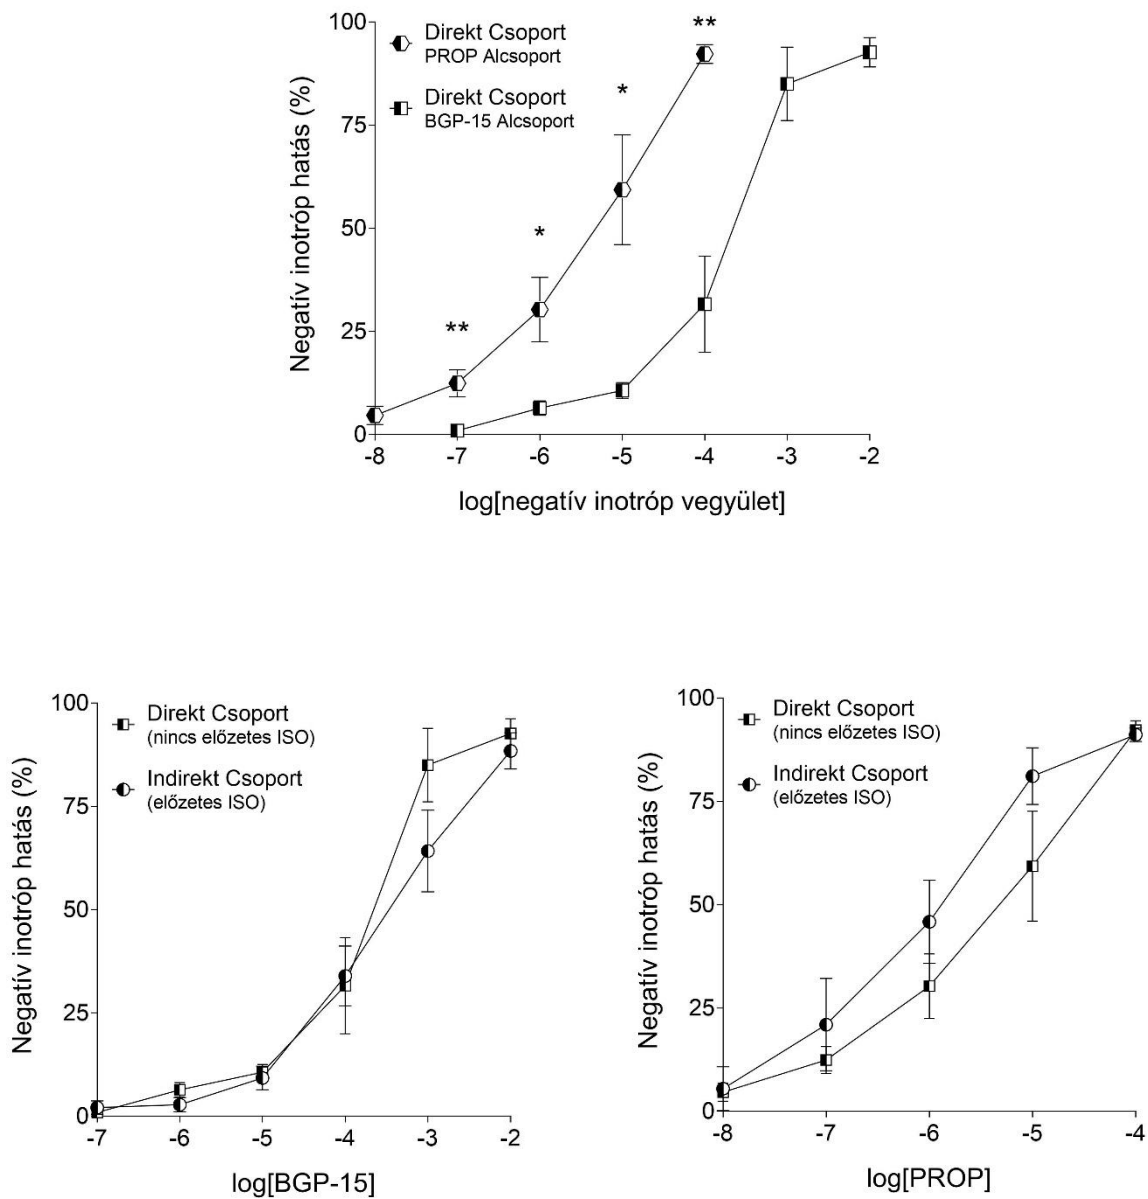 Negatív inotróp hatás (%)
100
75
50
25
0
Direkt Csoport
PROP Alcsoport
Direkt Csoport
BGP-15 Alcsoport
**
*
*
**
-8 -7 -6 -5 -4 -3 -2
log[negatív inotróp vegyület]
Negatív inotróp hatás (%)
100
75
50
25
0
Direkt Csoport
(nincs előzetes ISO)
Indirekt Csoport
(előzetes ISO)
-7 -6 -5 -4 -3 -2
log[BGP-15]
Negatív inotróp hatás (%)
100
75
50
25
0
Direkt Csoport
(nincs előzetes ISO)
Indirekt Csoport
(előzetes ISO)
-8 -7 -6 -5 -4
log[PROP]